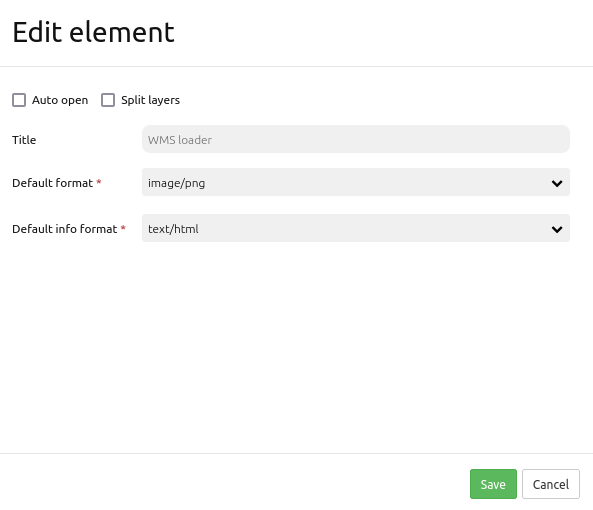 Edit element
Auto open Split layers
Title WMS loader
Default format * image/png
Default info format * text/html
Save Cancel